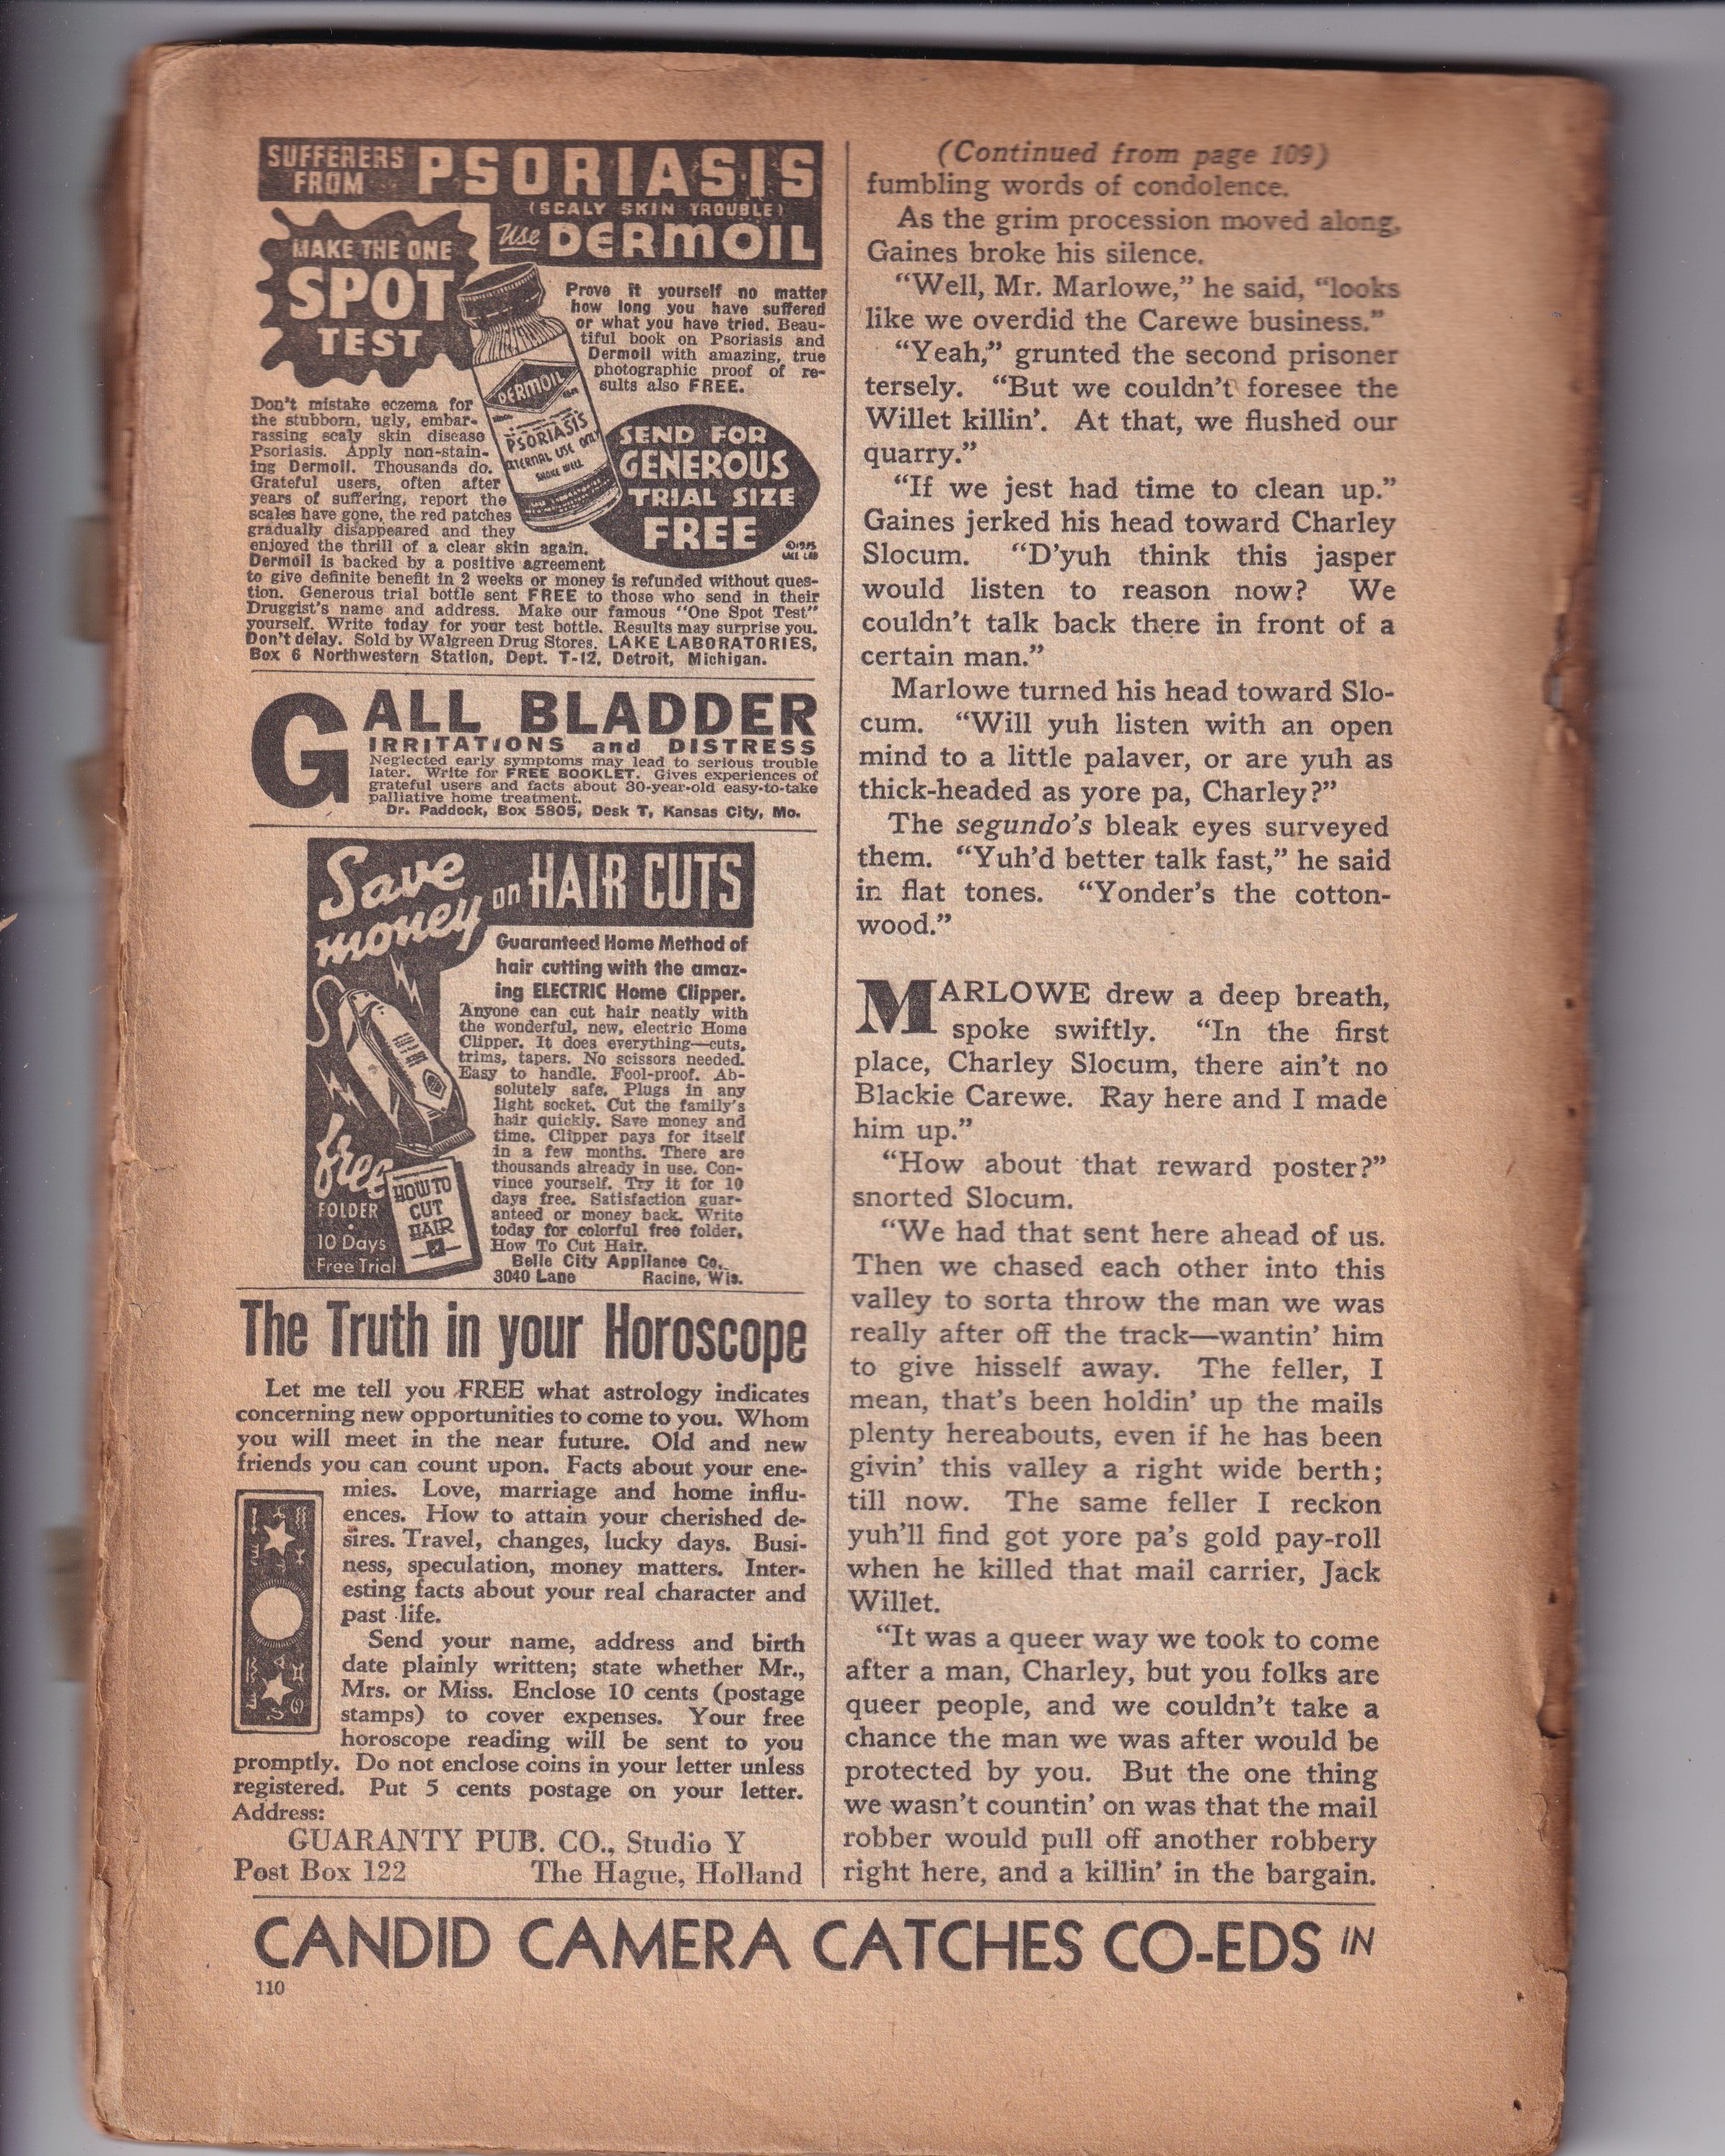 SUFFERERS FROM PSORIASIS
(SCALY SKIN TROUBLE)
Use DERMOIL
MAKE THE ONE
SPOT
TEST
Prove it yourself no matter
how long you have suffered
or what you have tried. Beau-
tiful book on Psoriasis and
Dermoil with amazing, true
photographic proof of re-
sults also FREE.
DERMOIL
PSORIASIS
EXTERNAL USE ONLY
SHAKE WELL
SEND FOR
GENEROUS
TRIAL SIZE
FREE
Don't mistake eczema for
the stubborn, ugly, embar-
rassing scaly skin disease
Psoriasis. Apply non-stain-
ing Dermoil. Thousands do.
Grateful users, often after
years of suffering, report the
scales have gone, the red patches
gradually disappeared and they
enjoyed the thrill of a clear skin again.
Dermoil is backed by a positive agreement
to give definite benefit in 2 weeks or money is refunded without ques-
tion. Generous trial bottle sent FREE to those who send in their
Druggist's name and address. Make our famous "One Spot Test"
yourself. Write today for your test bottle. Results may surprise you.
Don't delay. Sold by Walgreen Drug Stores. LAKE LABORATORIES,
Box 6 Northwestern Station, Dept. T-12, Detroit, Michigan.
GALL BLADDER
IRRITATIONS and DISTRESS
Neglected early symptoms may lead to serious trouble
later. Write for FREE BOOKLET. Gives experiences of
grateful users and facts about 30-year-old easy-to-take
palliative home treatment.
Dr. Paddock, Box 5805, Desk T, Kansas City, Mo.
Save money on HAIR CUTS
Guaranteed Home Method of
hair cutting with the amaz-
ing ELECTRIC Home Clipper.
Anyone can cut hair neatly with
the wonderful, new, electric Home
Clipper. It does everything—cuts,
trims, tapers. No scissors needed.
Easy to handle. Fool-proof. Ab-
solutely safe. Plugs in any
light socket. Cut the family's
hair quickly. Save money and
time. Clipper pays for itself
in a few months. There are
thousands already in use. Con-
vince yourself. Try it for 10
days free. Satisfaction guar-
anteed or money back. Write
today for colorful free folder,
How To Cut Hair.
Belle City Appliance Co.
3040 Lane Racine, Wis.
free
FOLDER
•
10 Days
Free Trial
HOW TO
CUT
HAIR
The Truth in your Horoscope
Let me tell you FREE what astrology indicates
concerning new opportunities to come to you. Whom
you will meet in the near future. Old and new
friends you can count upon. Facts about your ene-
mies. Love, marriage and home influ-
ences. How to attain your cherished de-
sires. Travel, changes, lucky days. Busi-
ness, speculation, money matters. Inter-
esting facts about your real character and
past life.
Send your name, address and birth
date plainly written; state whether Mr.,
Mrs. or Miss. Enclose 10 cents (postage
stamps) to cover expenses. Your free
horoscope reading will be sent to you
promptly. Do not enclose coins in your letter unless
registered. Put 5 cents postage on your letter.
Address:
GUARANTY PUB. CO., Studio Y
Post Box 122 The Hague, Holland
(Continued from page 109)
fumbling words of condolence.
As the grim procession moved along,
Gaines broke his silence.
"Well, Mr. Marlowe," he said, "looks
like we overdid the Carewe business."
"Yeah," grunted the second prisoner
tersely. "But we couldn't foresee the
Willet killin'. At that, we flushed our
quarry."
"If we jest had time to clean up."
Gaines jerked his head toward Charley
Slocum. "D'yuh think this jasper
would listen to reason now? We
couldn't talk back there in front of a
certain man."
Marlowe turned his head toward Slo-
cum. "Will yuh listen with an open
mind to a little palaver, or are yuh as
thick-headed as yore pa, Charley?"
The segundo's bleak eyes surveyed
them. "Yuh'd better talk fast," he said
in flat tones. "Yonder's the cotton-
wood."
MARLOWE drew a deep breath,
spoke swiftly. "In the first
place, Charley Slocum, there ain't no
Blackie Carewe. Ray here and I made
him up."
"How about that reward poster?"
snorted Slocum.
"We had that sent here ahead of us.
Then we chased each other into this
valley to sorta throw the man we was
really after off the track—wantin' him
to give hisself away. The feller, I
mean, that's been holdin' up the mails
plenty hereabouts, even if he has been
givin' this valley a right wide berth;
till now. The same feller I reckon
yuh'll find got yore pa's gold pay-roll
when he killed that mail carrier, Jack
Willet.
"It was a queer way we took to come
after a man, Charley, but you folks are
queer people, and we couldn't take a
chance the man we was after would be
protected by you. But the one thing
we wasn't countin' on was that the mail
robber would pull off another robbery
right here, and a killin' in the bargain.
CANDID CAMERA CATCHES CO-EDS IN
110